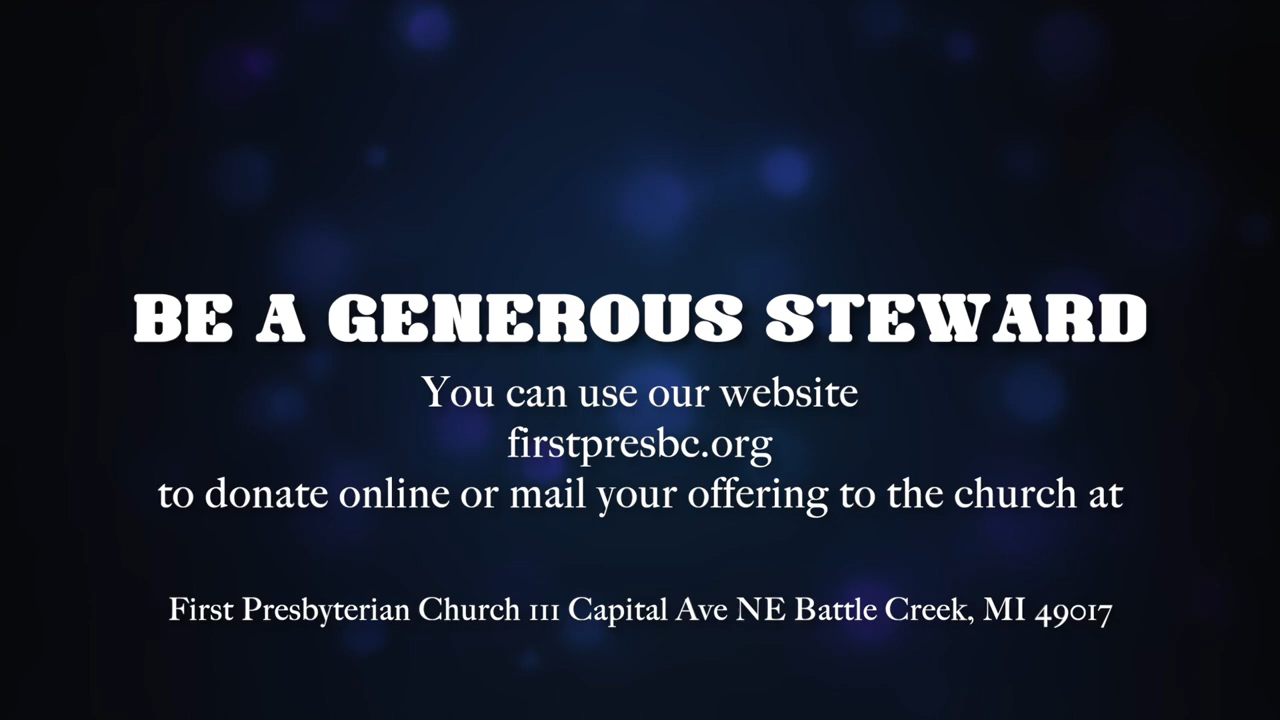 BE A GENEROUS STEWARD
You can use our website
firstpresbc.org
to donate online or mail your offering to the church at
First Presbyterian Church 111 Capital Ave NE Battle Creek, MI 49017